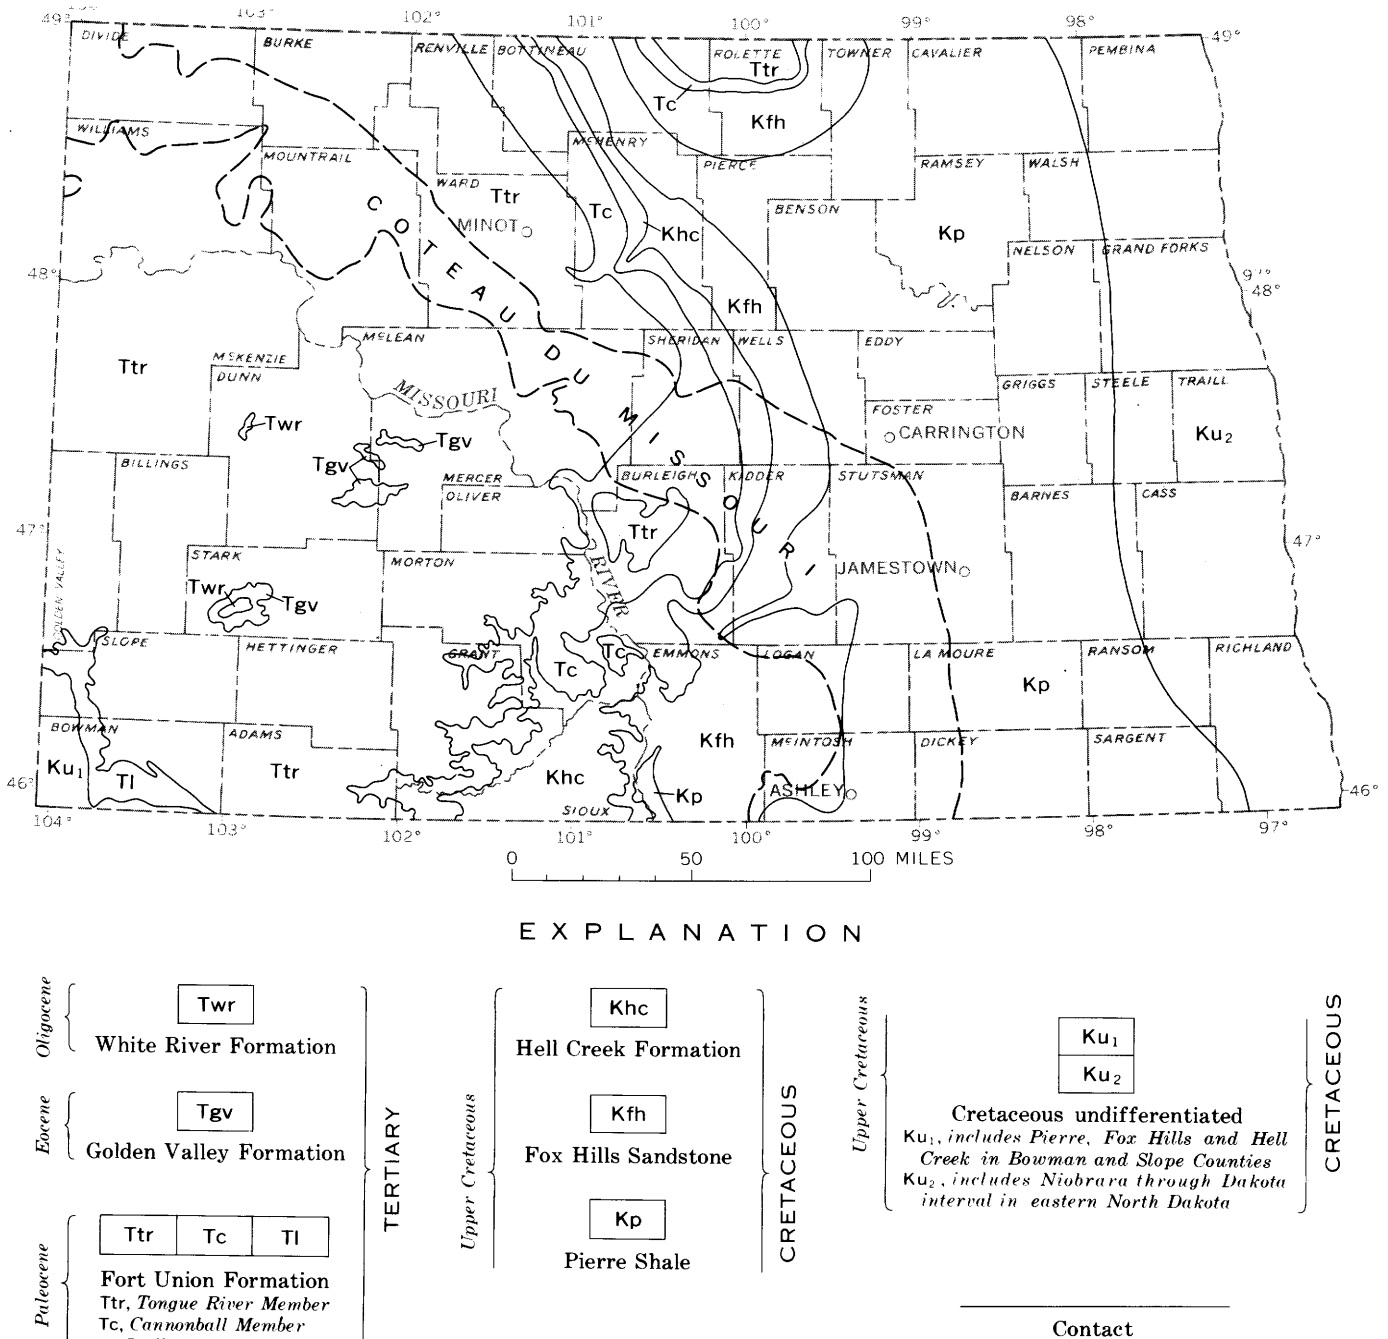 103° 102° 101° 100° 99° 98°
49° 49°
DIVIDE BURKE RENVILLE BOTTINEAU ROLETTE TOWNER CAVALIER PEMBINA
Ttr
Tc
Kfh
WILLIAMS MOUNTRAIL WARD McHENRY PIERCE RAMSEY WALSH
Ttr
MINOT
Tc
Khc
BENSON
Kp
NELSON GRAND FORKS
COTEAU DU MISSOURI
48° 97°
48°
Kfh
McLEAN SHERIDAN WELLS EDDY
Ttr
McKENZIE
DUNN
MISSOURI
GRIGGS STEELE TRAILL
FOSTER
CARRINGTON
Twr
Tgv
Tgv
Ku2
BILLINGS
MERCER
OLIVER
BURLEIGH KIDDER STUTSMAN
BARNES CASS
47° 47°
Ttr
STARK MORTON
RIVER
JAMESTOWN
GOLDEN VALLEY
Twr
Tgv
SLOPE HETTINGER GRANT EMMONS LOGAN LA MOURE RANSOM RICHLAND
Tc
Tc
Kp
BOWMAN ADAMS
Kfh
McINTOSH DICKEY SARGENT
Ku1
Tl
Ttr
Khc
Kp
ASHLEY
46° 46°
SIOUX
104° 103° 102° 101° 100° 99° 98° 97°
0 50 100 MILES
EXPLANATION
Oligocene
Twr
White River Formation
Eocene
Tgv
Golden Valley Formation
Paleocene
Ttr Tc Tl
Fort Union Formation
Ttr, Tongue River Member
Tc, Cannonball Member
TERTIARY
Upper Cretaceous
Khc
Hell Creek Formation
Kfh
Fox Hills Sandstone
Kp
Pierre Shale
CRETACEOUS
Upper Cretaceous
Ku1
Ku2
Cretaceous undifferentiated
Ku1, includes Pierre, Fox Hills and Hell
Creek in Bowman and Slope Counties
Ku2, includes Niobrara through Dakota
interval in eastern North Dakota
CRETACEOUS
Contact